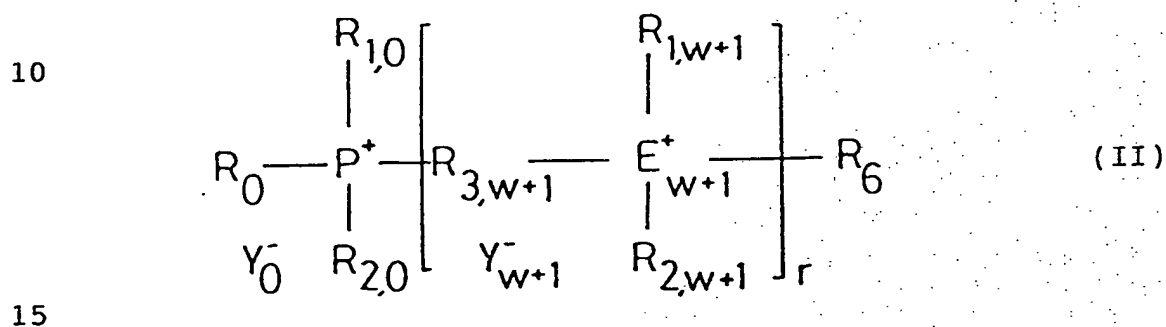 10 R₁,₀ R₁,w+1
R₀ P⁺ R₃,w+1 E⁺w+1 R₆ (II)
Y₀⁻ R₂,₀ Y⁻w+1 R₂,w+1 r
15